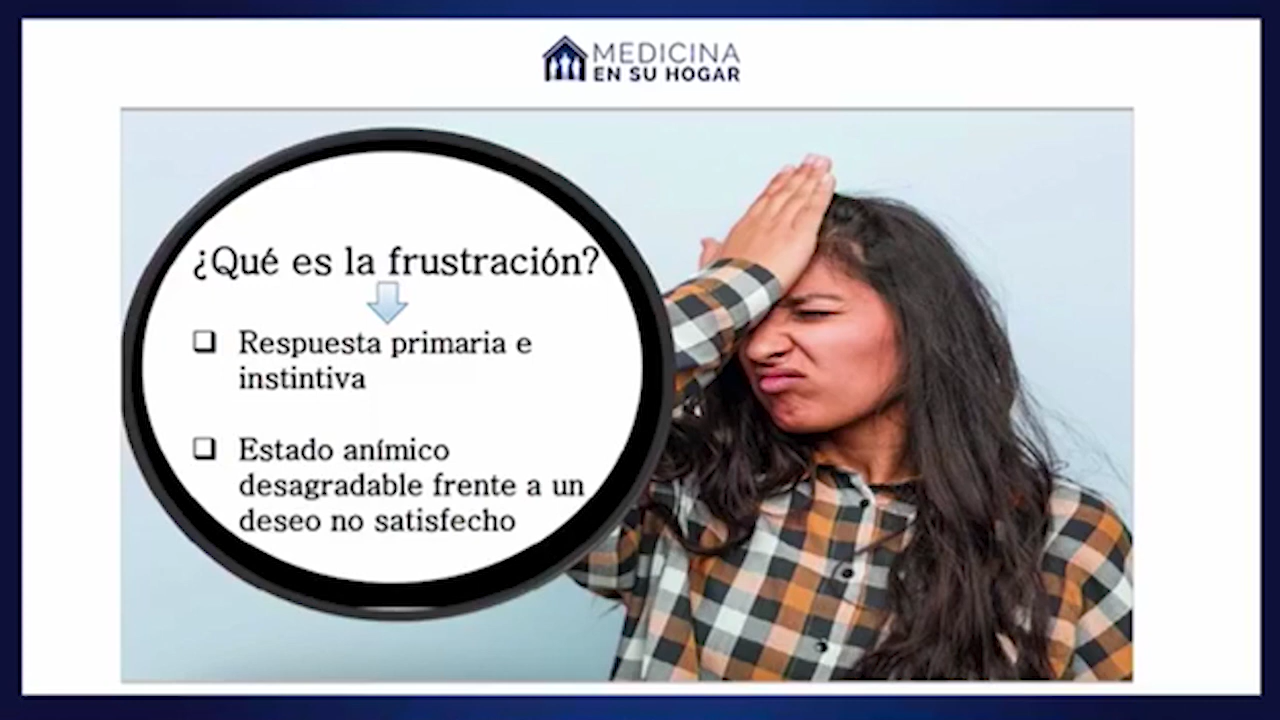 MEDICINA
EN SU HOGAR
¿Qué es la frustración?
Respuesta primaria e
instintiva
Estado anímico
desagradable frente a un
deseo no satisfecho